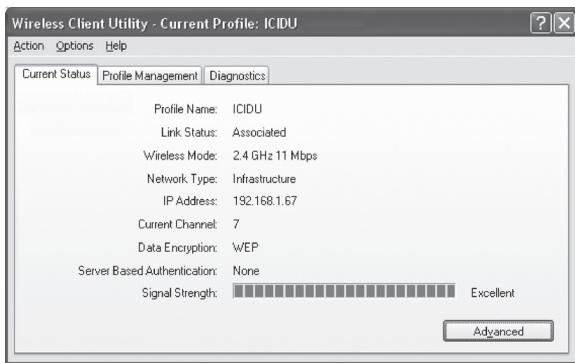 Wireless Client Utility - Current Profile: ICIDU
Action Options Help
Current Status Profile Management Diagnostics
Profile Name: ICIDU
Link Status: Associated
Wireless Mode: 2.4 GHz 11 Mbps
Network Type: Infrastructure
IP Address: 192.168.1.67
Current Channel: 7
Data Encryption: WEP
Server Based Authentication: None
Signal Strength: Excellent
Advanced